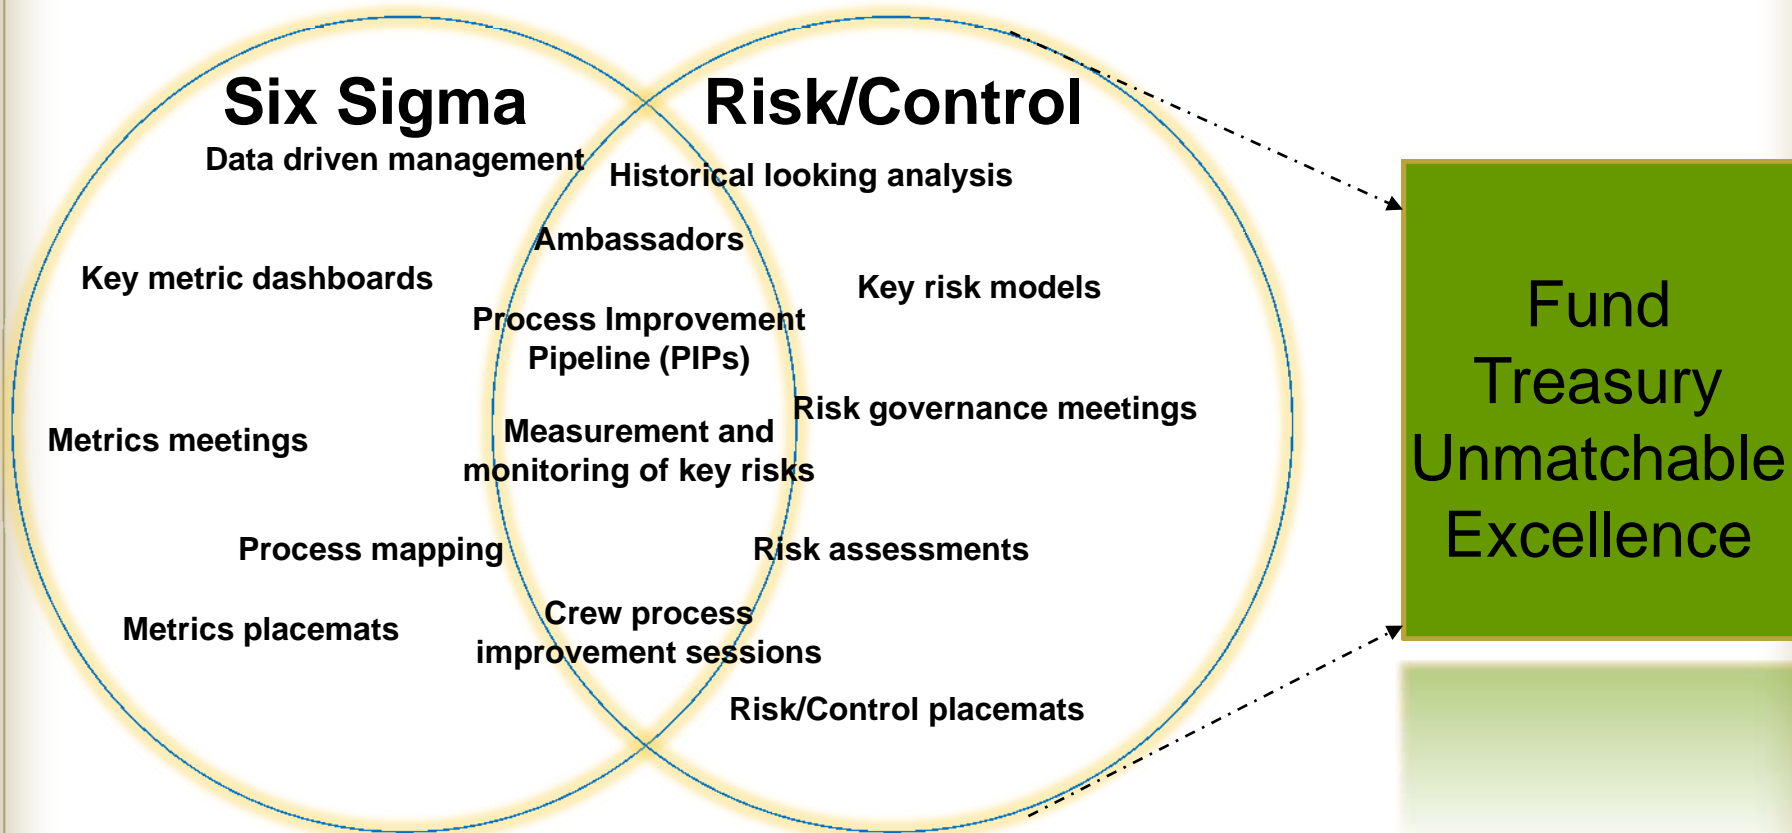 Six Sigma
Data driven management
Key metric dashboards
Metrics meetings
Process mapping
Metrics placemats
Ambassadors
Process Improvement
Pipeline (PIPs)
Measurement and
monitoring of key risks
Crew process
improvement sessions
Risk/Control
Historical looking analysis
Key risk models
Risk governance meetings
Risk assessments
Risk/Control placemats
Fund
Treasury
Unmatchable
Excellence